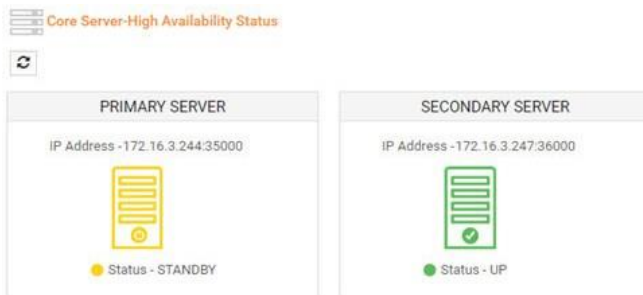 Core Server-High Availability Status
PRIMARY SERVER
IP Address -172.16.3.244:35000
Status - STANDBY
SECONDARY SERVER
IP Address -172.16.3.247:36000
Status - UP